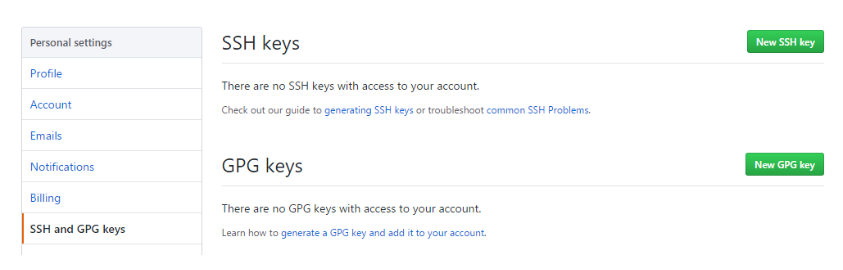 Personal settings
Profile
Account
Emails
Notifications
Billing
SSH and GPG keys
SSH keys
New SSH key
There are no SSH keys with access to your account.
Check out our guide to generating SSH keys or troubleshoot common SSH Problems.
GPG keys
New GPG key
There are no GPG keys with access to your account.
Learn how to generate a GPG key and add it to your account.